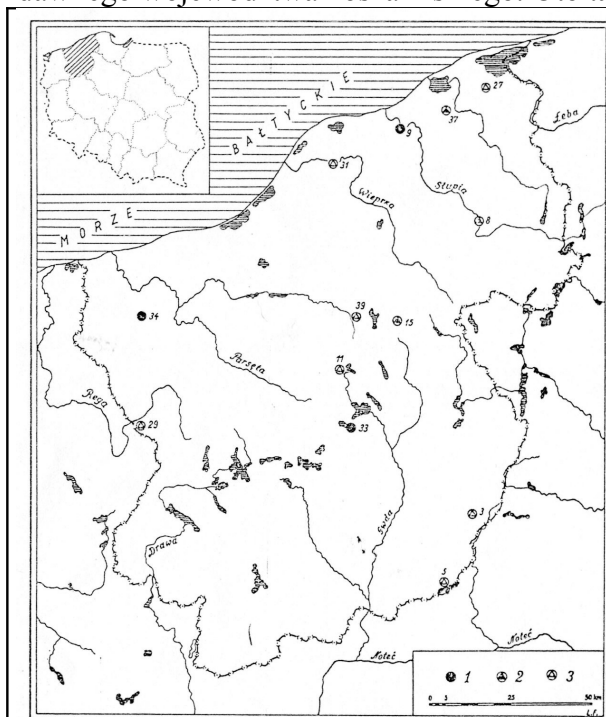 BAŁTYCKIE
MORZE
27
37
9
Łeba
31
Słupia
Wieprza
8
34
39
15
Parsęta
11
Rega
29
33
3
Drawa
Gwda
5
Noteć
Noteć
1 2 3
0 3 25 50 km
Ł.F.